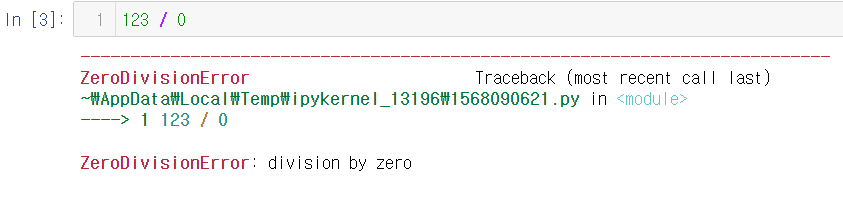 In [3]:
1 123 / 0
---------------------------------------------------------------------------
ZeroDivisionError Traceback (most recent call last)
~₩AppData₩Local₩Temp₩ipykernel_13196₩1568090621.py in <module>
----> 1 123 / 0
ZeroDivisionError: division by zero